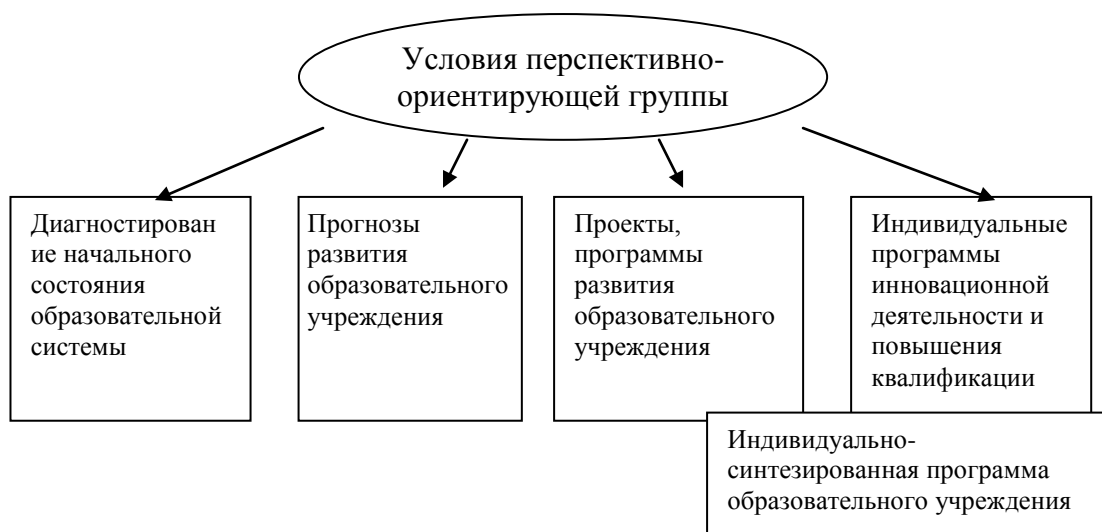 Условия перспективно-
ориентирующей группы
Диагностирован
ие начального
состояния
образовательной
системы
Прогнозы
развития
образовательного
учреждения
Проекты,
программы
развития
образовательного
учреждения
Индивидуальные
программы
инновационной
деятельности и
повышения
квалификации
Индивидуально-
синтезированная программа
образовательного учреждения